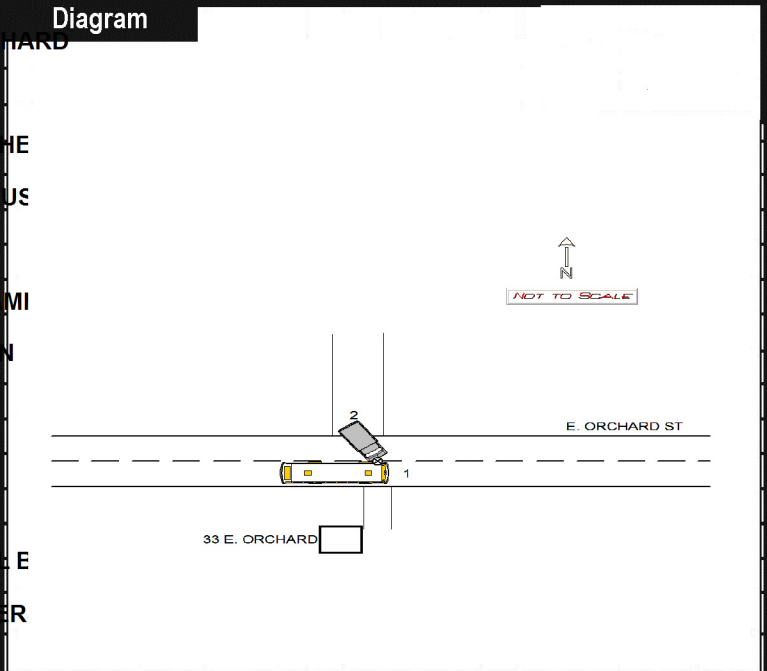 Diagram
HARD
HE
US
MI
N
N
NOT TO SCALE
2
E. ORCHARD ST
1
33 E. ORCHARD
E
ER